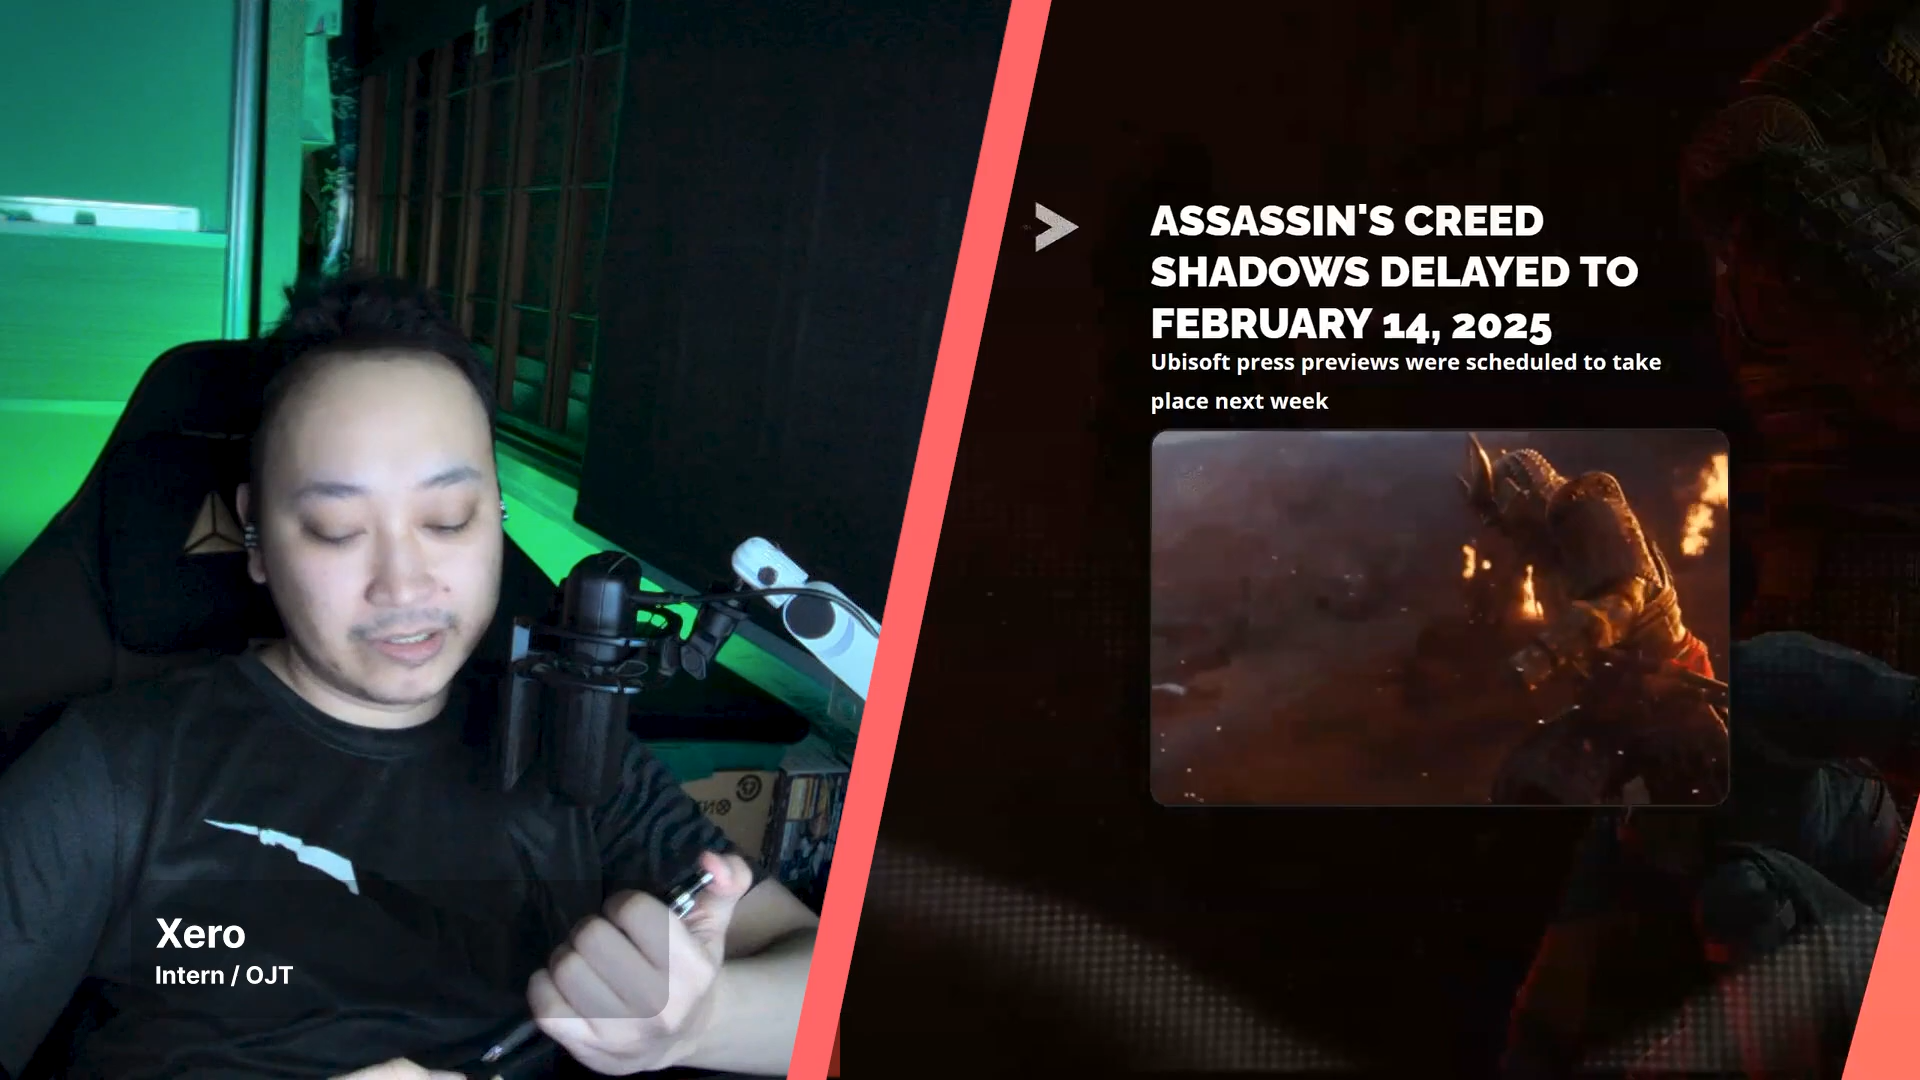 ASSASSIN'S CREED
SHADOWS DELAYED TO
FEBRUARY 14, 2025
Ubisoft press previews were scheduled to take
place next week
Xero
Intern / OJT